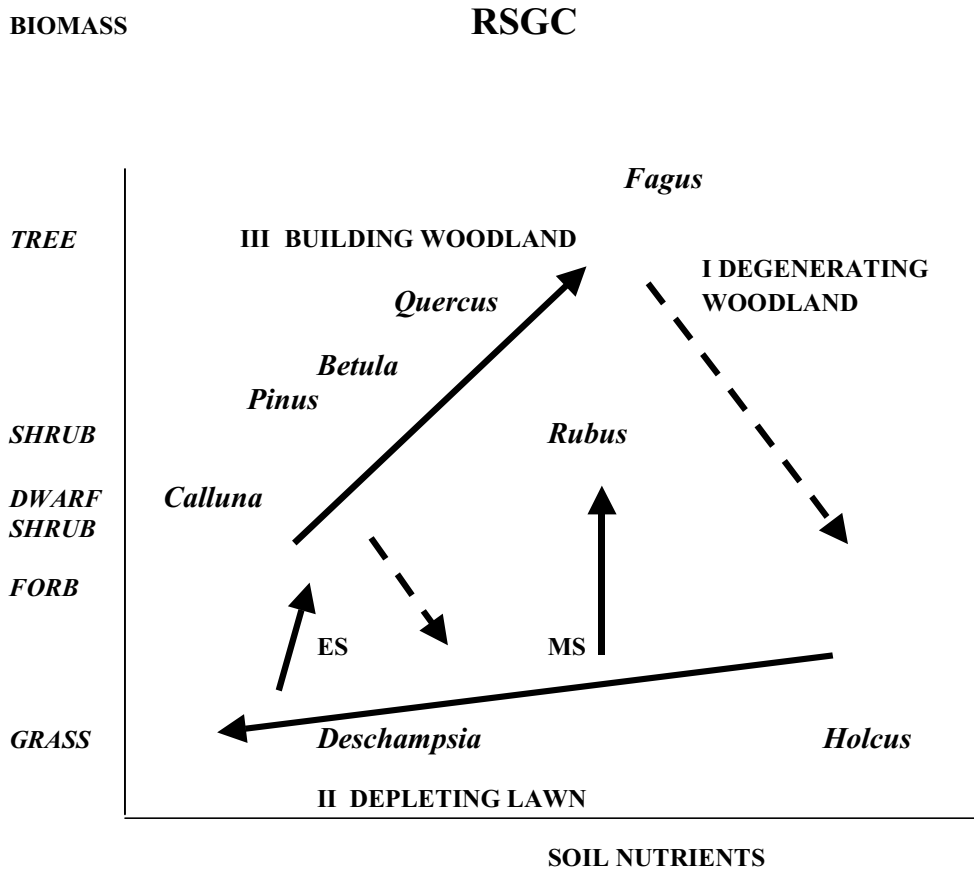 BIOMASS
RSGC
Fagus
TREE
III BUILDING WOODLAND
I DEGENERATING
WOODLAND
Quercus
Betula
Pinus
SHRUB
Rubus
DWARF
SHRUB
Calluna
FORB
ES
MS
GRASS
Deschampsia
Holcus
II DEPLETING LAWN
SOIL NUTRIENTS